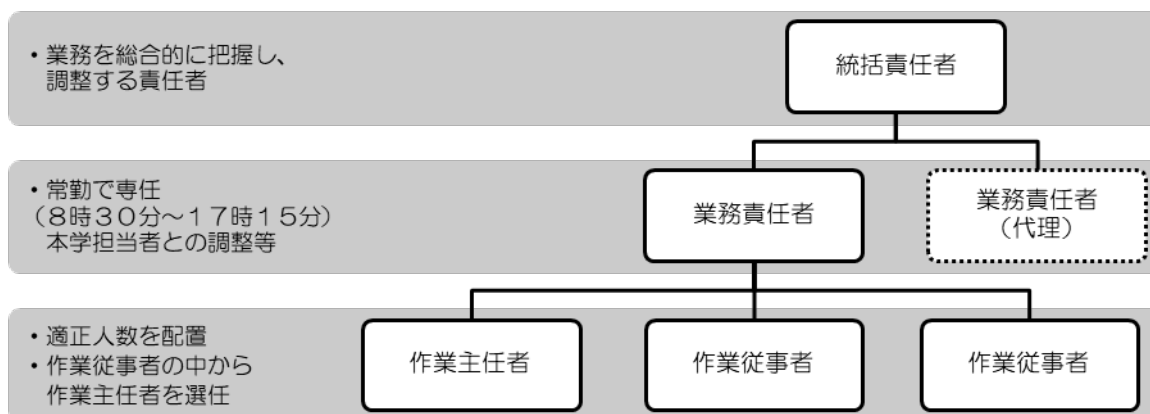 ・業務を総合的に把握し、
調整する責任者
統括責任者
・常勤で専任
（８時３０分～１７時１５分）
本学担当者との調整等
業務責任者
業務責任者
（代理）
・適正人数を配置
・作業従事者の中から
作業主任者を選任
作業主任者
作業従事者
作業従事者